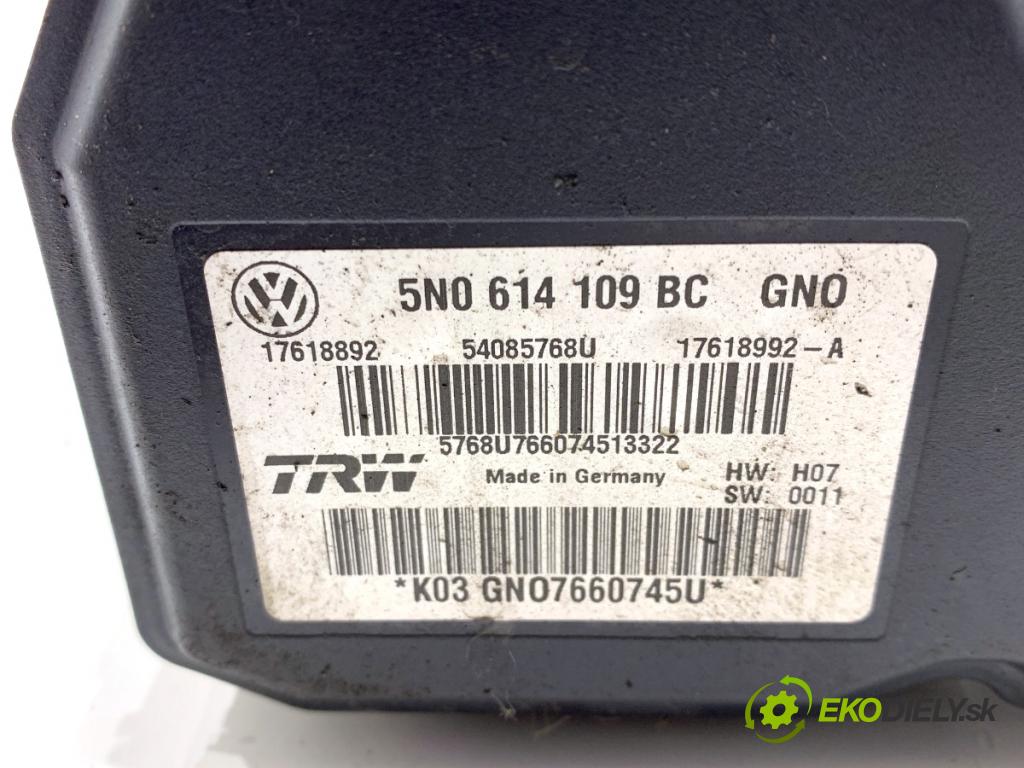 5N0 614 109 BC GNO
17618892 54085768U 17618992-A
5768U766074513322
TRW Made in Germany HW: H07
SW: 0011
*K03 GNO7660745U*
EKODIELY.sk